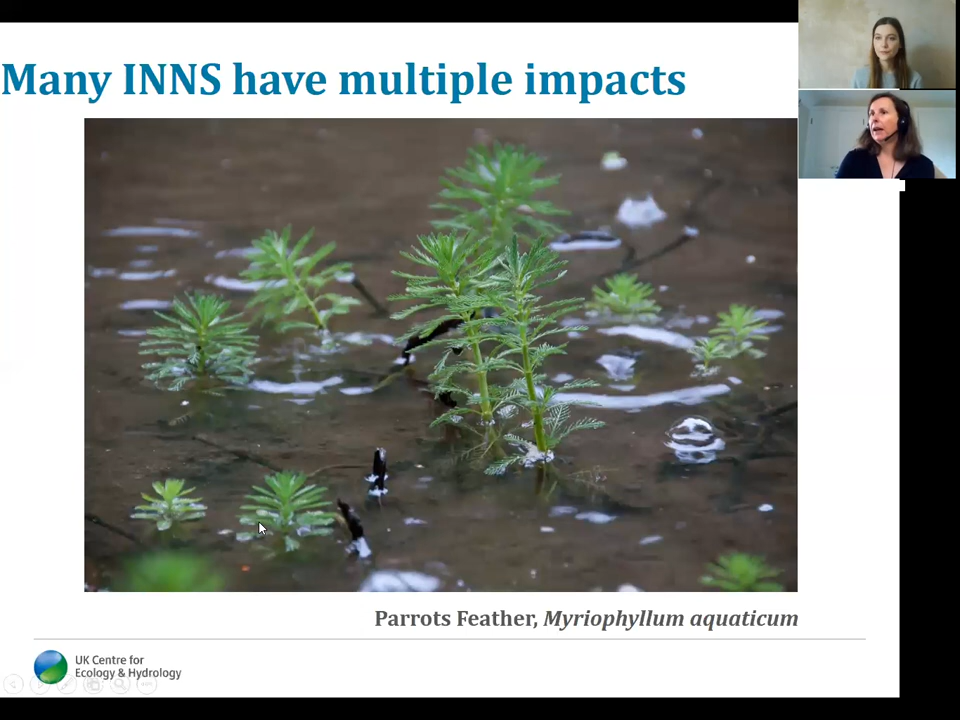 Many INNS have multiple impacts
Parrots Feather, Myriophyllum aquaticum
UK Centre for
Ecology & Hydrology